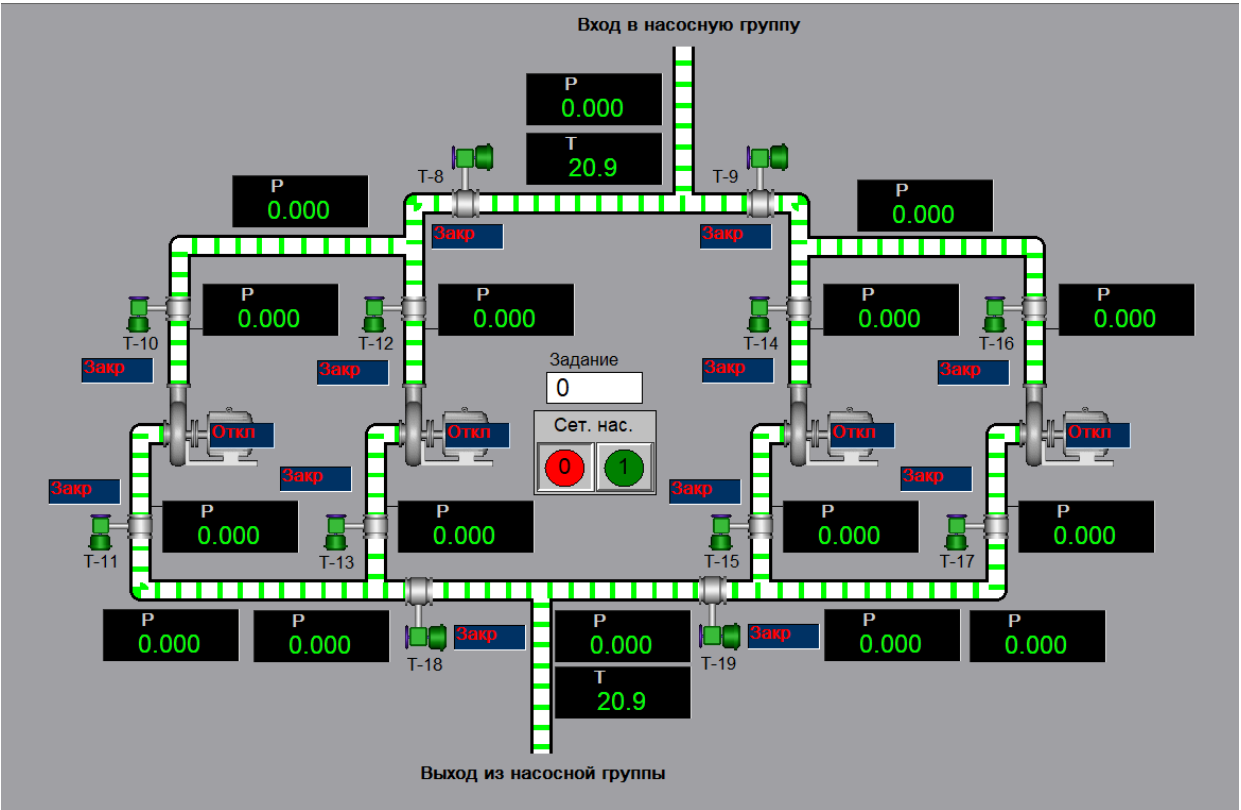 Вход в насосную группу
P
0.000
T
20.9
T-8
T-9
P
0.000
P
0.000
Закр
Закр
P
0.000
P
0.000
P
0.000
P
0.000
T-10
T-12
T-14
T-16
Закр
Закр
Закр
Закр
Задание
0
Сет. нас.
0
1
Откл
Откл
Откл
Откл
Закр
Закр
Закр
Закр
P
0.000
P
0.000
P
0.000
P
0.000
T-11
T-13
T-15
T-17
P
0.000
P
0.000
P
0.000
P
0.000
P
0.000
Закр
Закр
T-18
T-19
T
20.9
Выход из насосной группы